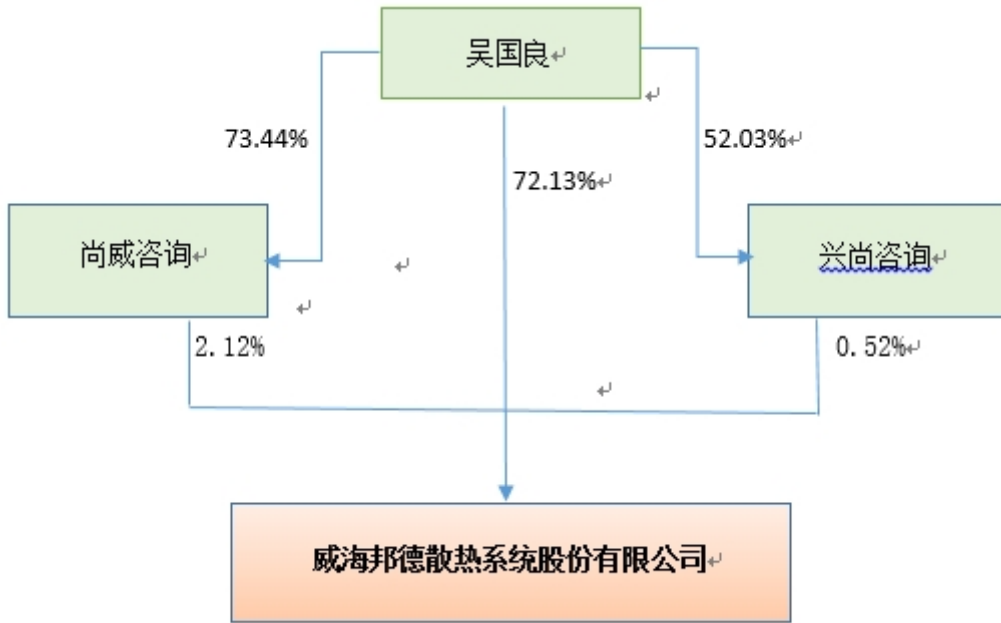 吴国良
73.44%
52.03%
72.13%
尚威咨询
兴尚咨询
2.12%
0.52%
威海邦德散热系统股份有限公司